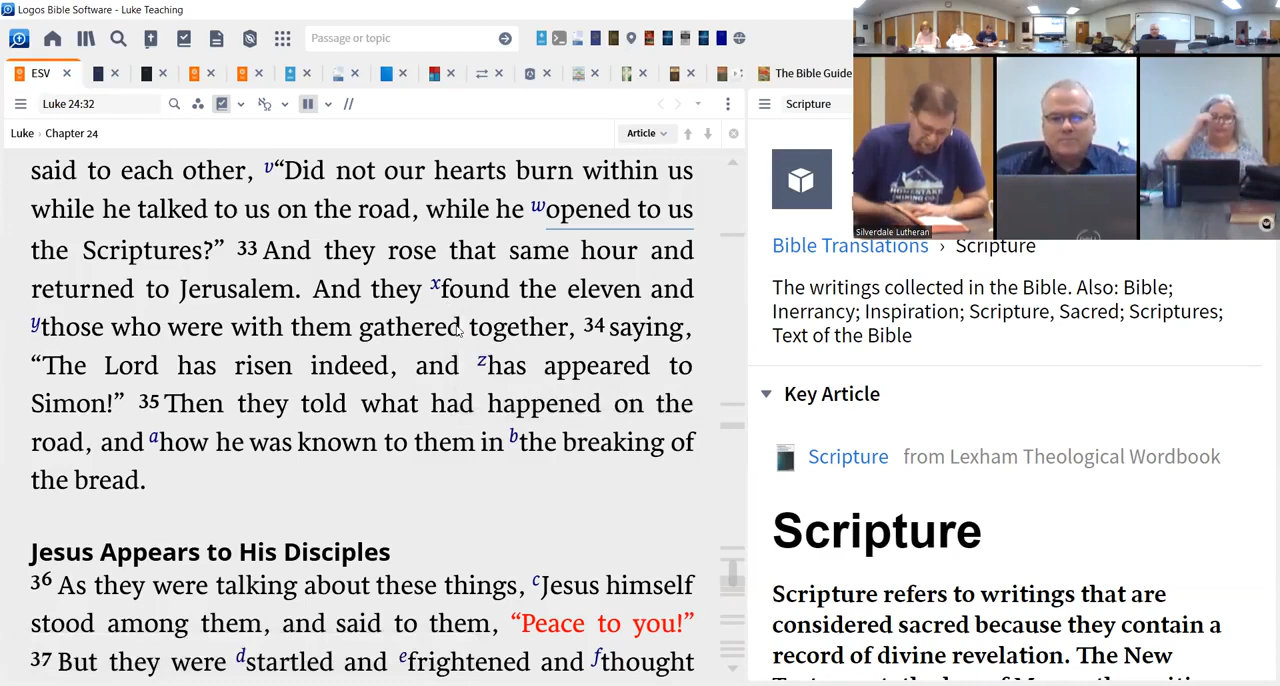 Logos Bible Software - Luke Teaching
Passage or topic
ESV
The Bible Guide
Luke 24:32
Scripture
Luke › Chapter 24
Article
said to each other, v“Did not our hearts burn within us
while he talked to us on the road, while he wopened to us
the Scriptures?” 33 And they rose that same hour and
returned to Jerusalem. And they xfound the eleven and
ythose who were with them gathered together, 34 saying,
“The Lord has risen indeed, and zhas appeared to
Simon!” 35 Then they told what had happened on the
road, and ahow he was known to them in bthe breaking of
the bread.
Jesus Appears to His Disciples
36 As they were talking about these things, cJesus himself
stood among them, and said to them, “Peace to you!”
37 But they were dstartled and efrightened and fthought
Silverdale Lutheran
HOMESTAKE
MINING CO.
DELL
Bible Translations › Scripture
The writings collected in the Bible. Also: Bible;
Inerrancy; Inspiration; Scripture, Sacred; Scriptures;
Text of the Bible
Key Article
Scripture from Lexham Theological Wordbook
Scripture
Scripture refers to writings that are
considered sacred because they contain a
record of divine revelation. The New